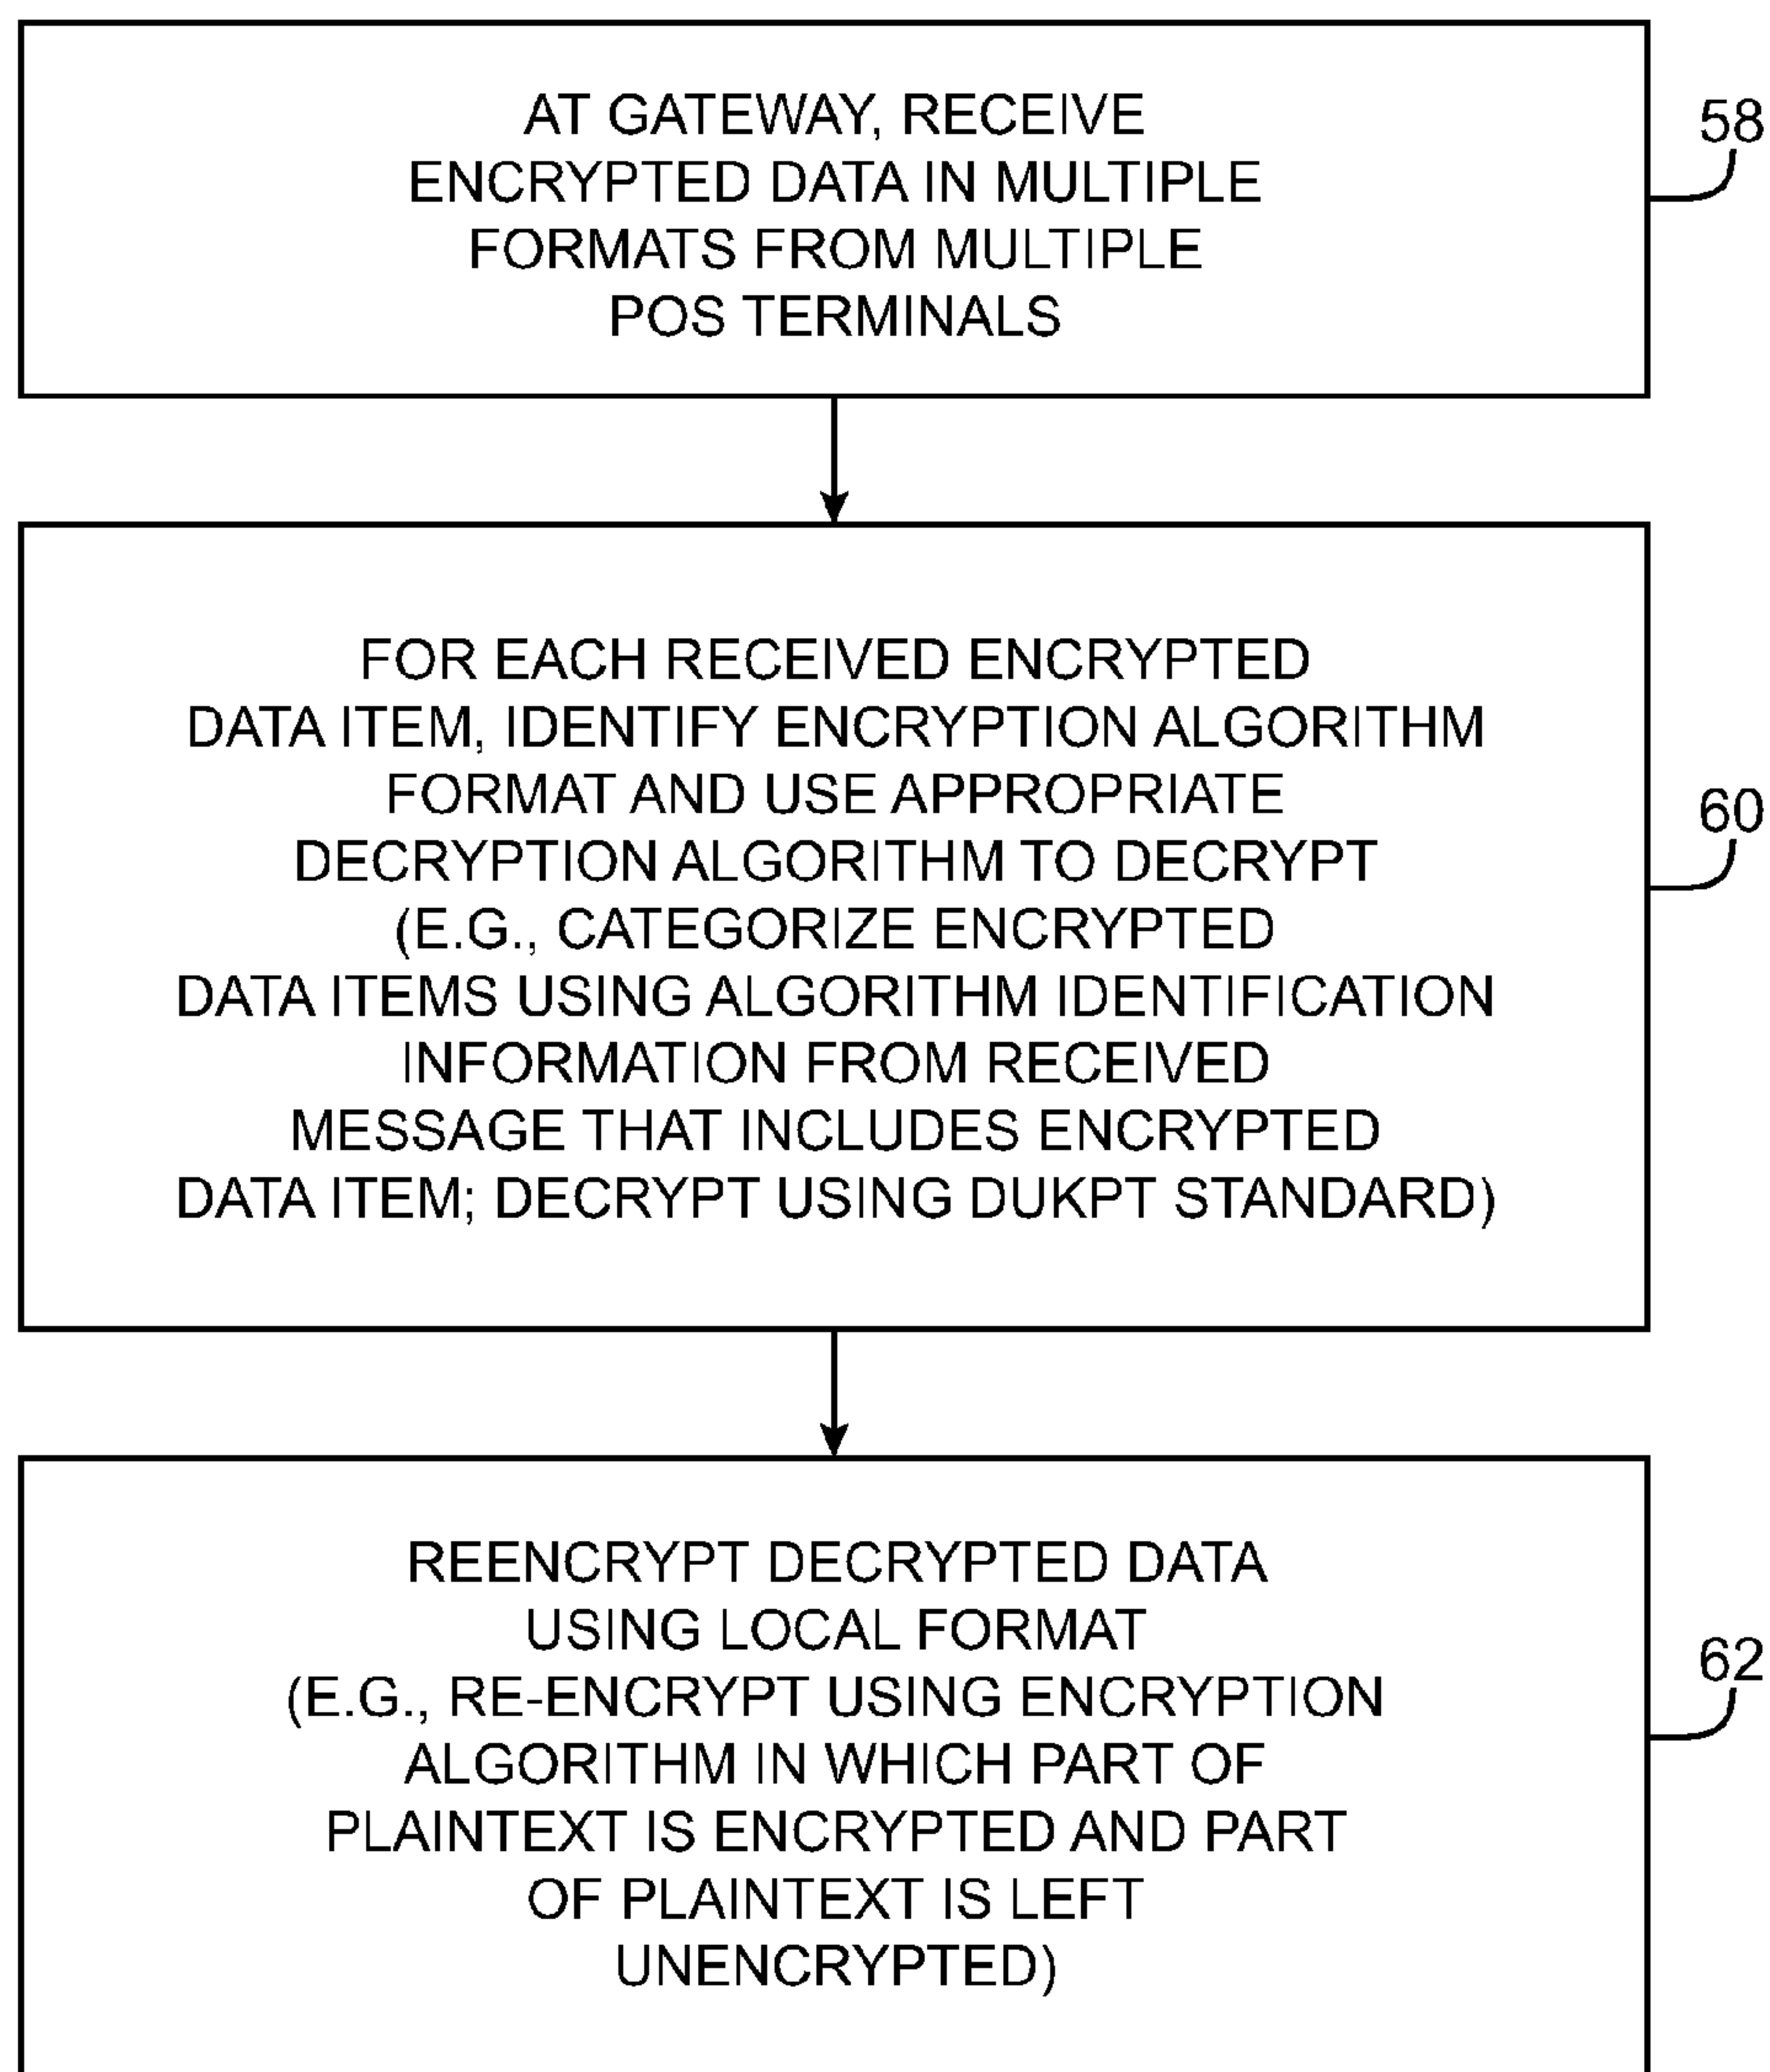 AT GATEWAY, RECEIVE
ENCRYPTED DATA IN MULTIPLE
FORMATS FROM MULTIPLE
POS TERMINALS
58
FOR EACH RECEIVED ENCRYPTED
DATA ITEM, IDENTIFY ENCRYPTION ALGORITHM
FORMAT AND USE APPROPRIATE
DECRYPTION ALGORITHM TO DECRYPT
(E.G., CATEGORIZE ENCRYPTED
DATA ITEMS USING ALGORITHM IDENTIFICATION
INFORMATION FROM RECEIVED
MESSAGE THAT INCLUDES ENCRYPTED
DATA ITEM; DECRYPT USING DUKPT STANDARD)
60
REENCRYPT DECRYPTED DATA
USING LOCAL FORMAT
(E.G., RE-ENCRYPT USING ENCRYPTION
ALGORITHM IN WHICH PART OF
PLAINTEXT IS ENCRYPTED AND PART
OF PLAINTEXT IS LEFT
UNENCRYPTED)
62